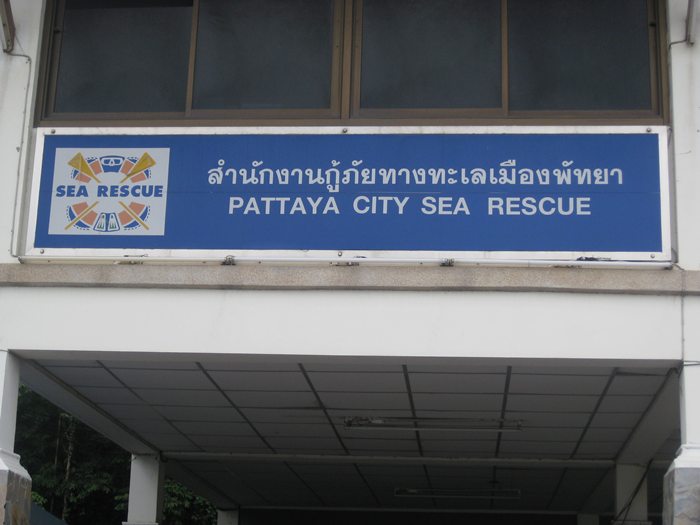 SEA RESCUE
สำนักงานกู้ภัยทางทะเลเมืองพัทยา
PATTAYA CITY SEA RESCUE